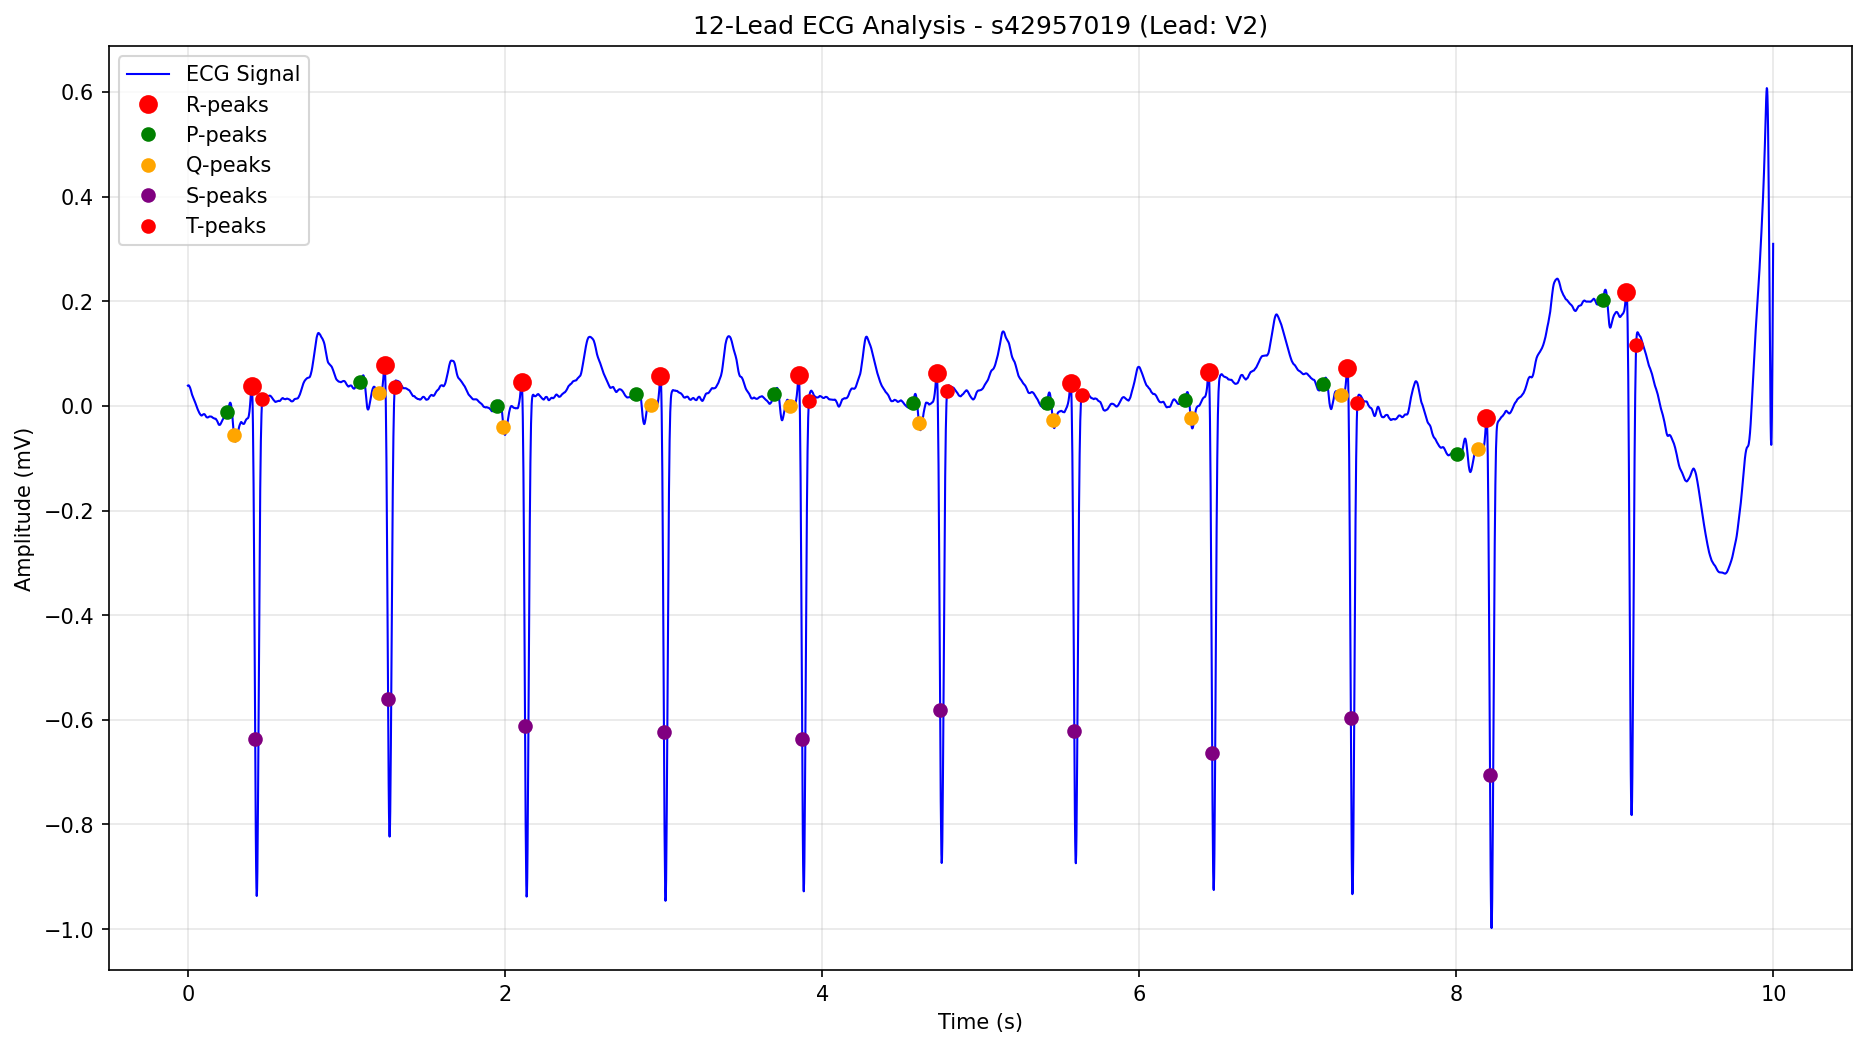 12-Lead ECG Analysis - s42957019 (Lead: V2)
ECG Signal
R-peaks
P-peaks
Q-peaks
S-peaks
T-peaks
Amplitude (mV)
0.6
0.4
0.2
0.0
−0.2
−0.4
−0.6
−0.8
−1.0
0 2 4 6 8 10
Time (s)